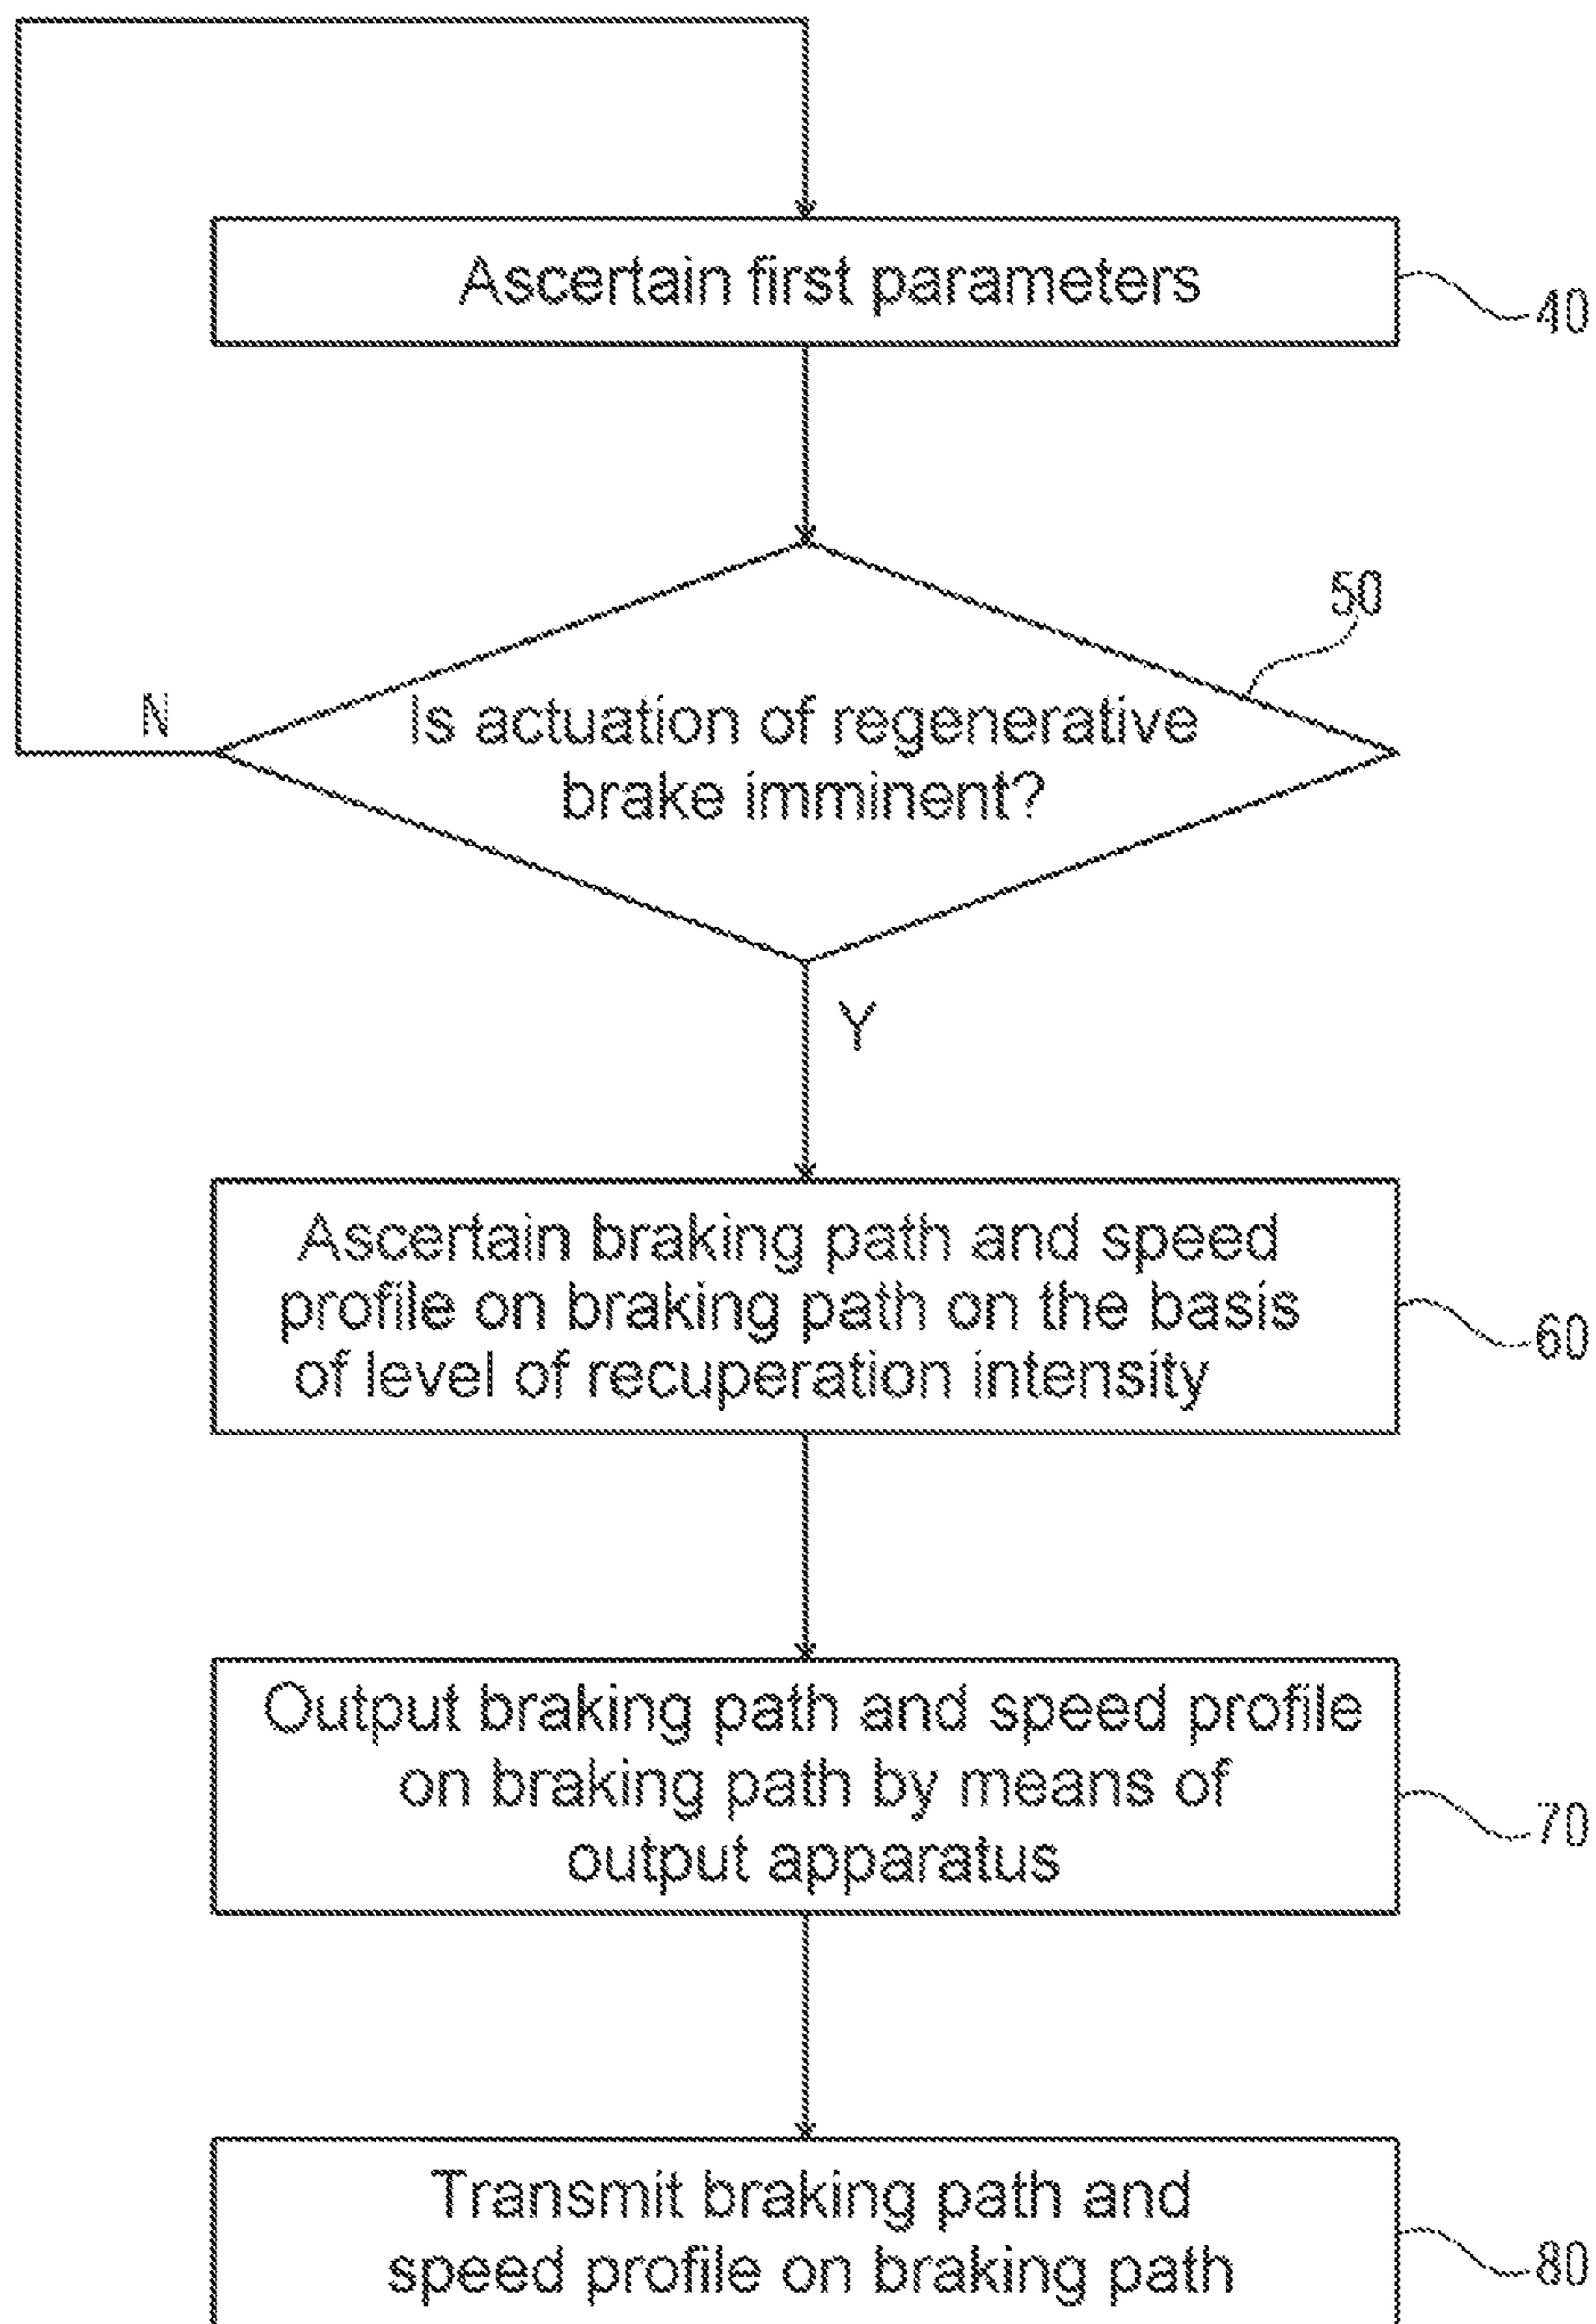 Ascertain first parameters
40
50
N
Is actuation of regenerative
brake imminent?
Y
Ascertain braking path and speed
profile on braking path on the basis
of level of recuperation intensity
60
Output braking path and speed profile
on braking path by means of
output apparatus
70
Transmit braking path and
speed profile on braking path
80